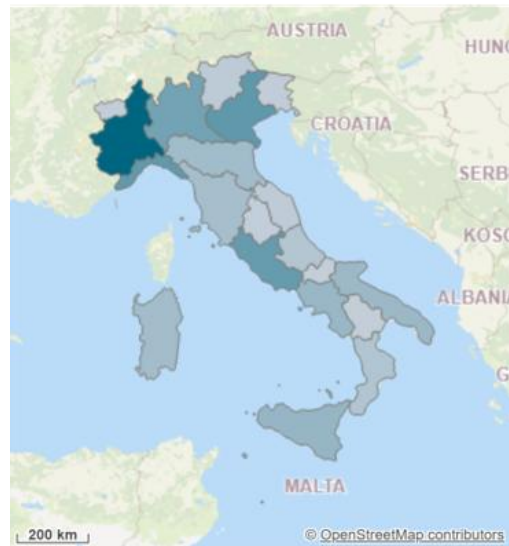 AUSTRIA
HUNG
CROATIA
SERB
KOSO
ALBANIA
G
MALTA
200 km
© OpenStreetMap contributors